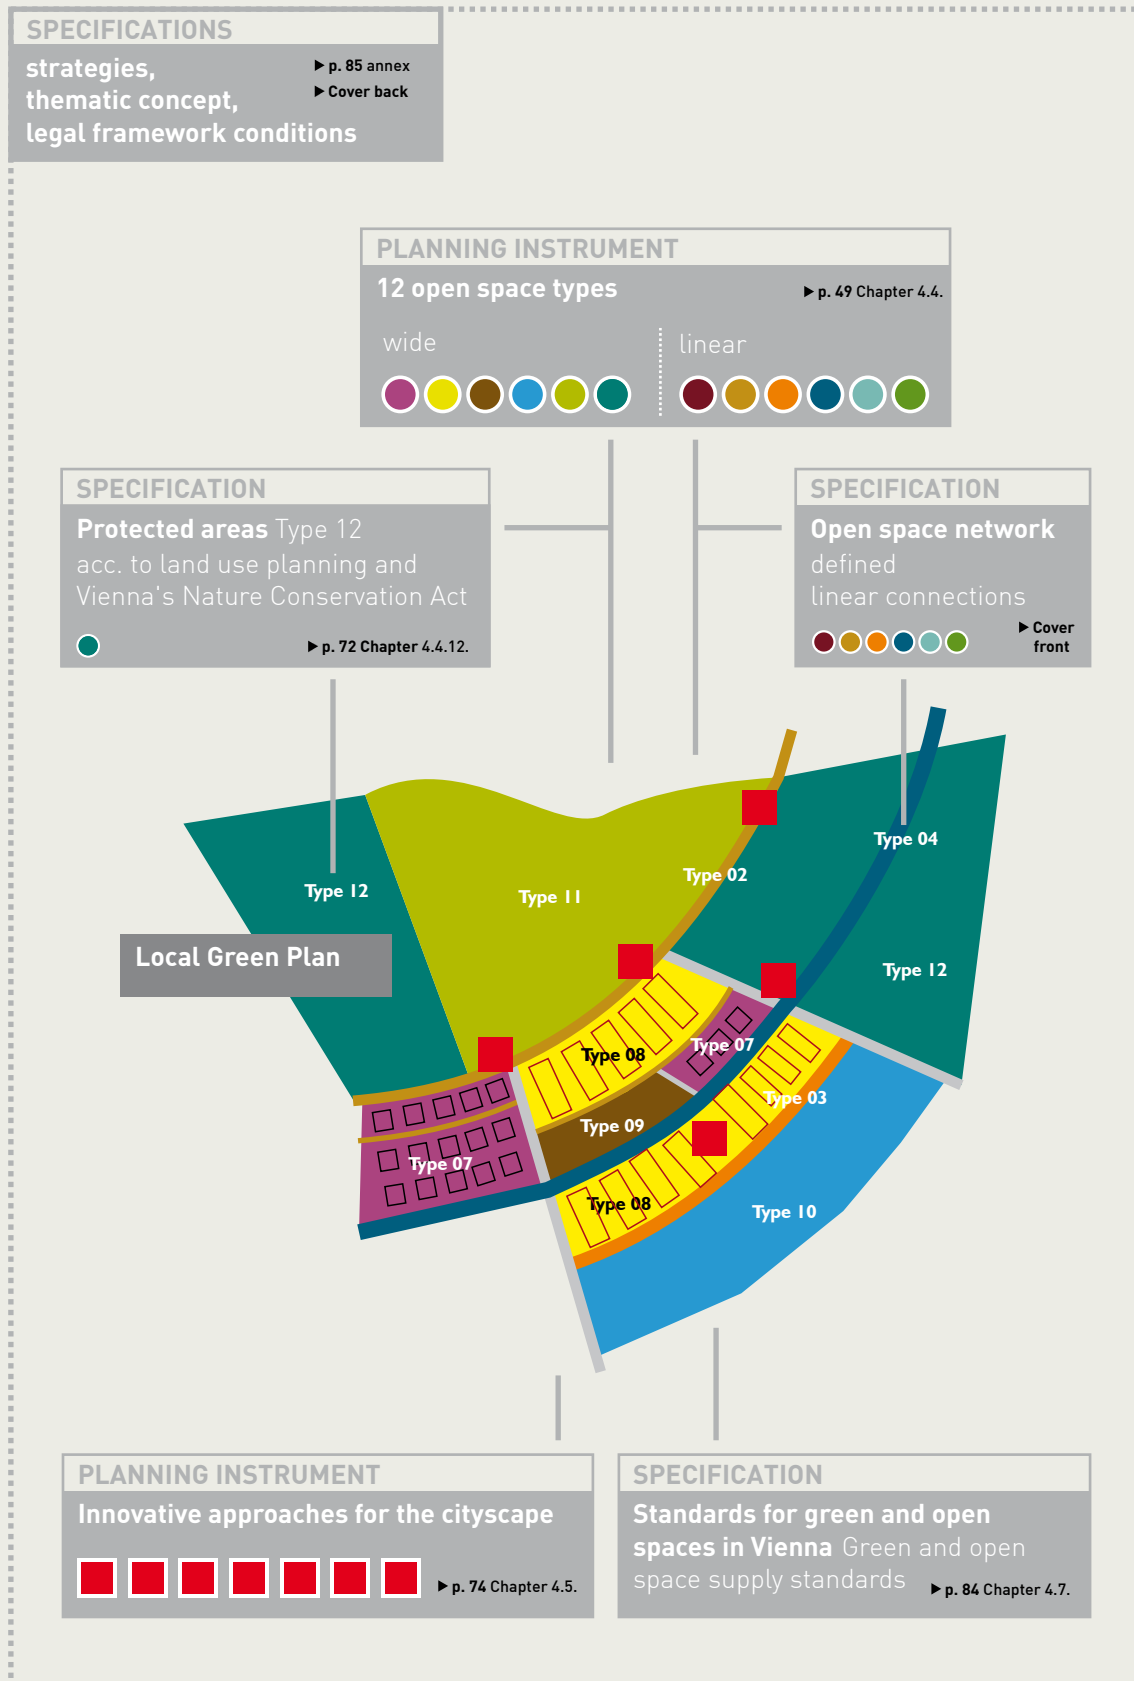 SPECIFICATIONS
strategies,
thematic concept,
legal framework conditions
▶ p. 85 annex
▶ Cover back
PLANNING INSTRUMENT
12 open space types
▶ p. 49 Chapter 4.4.
wide
linear
SPECIFICATION
Protected areas Type 12
acc. to land use planning and
Vienna's Nature Conservation Act
▶ p. 72 Chapter 4.4.12.
SPECIFICATION
Open space network
defined
linear connections
▶ Cover
front
Type 04
Type 02
Type 12
Type 11
Local Green Plan
Type 12
Type 08
Type 07
Type 03
Type 09
Type 07
Type 08
Type 10
PLANNING INSTRUMENT
Innovative approaches for the cityscape
▶ p. 74 Chapter 4.5.
SPECIFICATION
Standards for green and open
spaces in Vienna Green and open
space supply standards
▶ p. 84 Chapter 4.7.